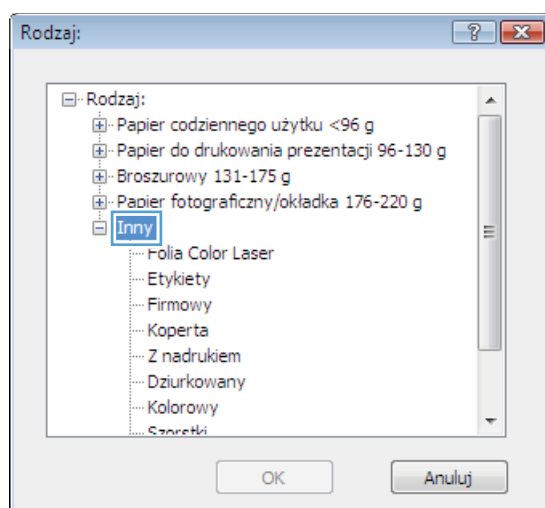 Rodzaj:
Rodzaj:
Papier codziennego użytku <96 g
Papier do drukowania prezentacji 96-130 g
Broszurowy 131-175 g
Papier fotograficzny/okładka 176-220 g
Inny
Folia Color Laser
Etykiety
Firmowy
Koperta
Z nadrukiem
Dziurkowany
Kolorowy
Szorstki
OK
Anuluj